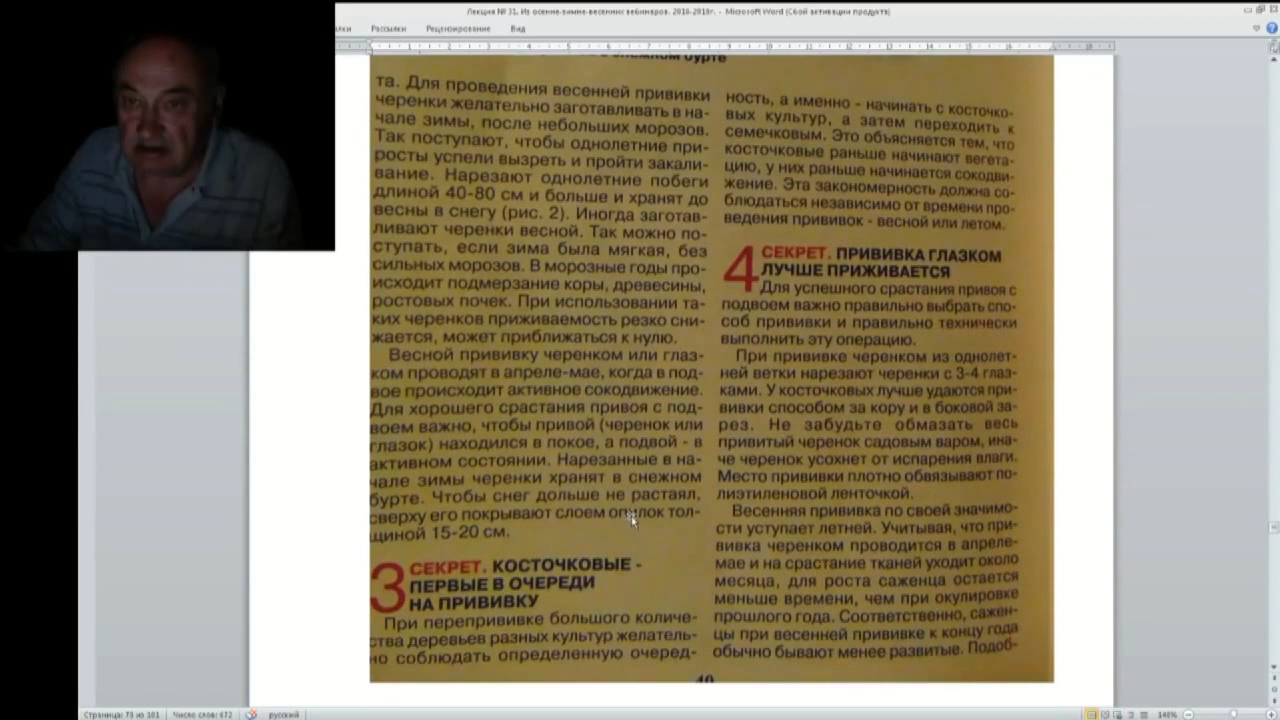 Лекция № 31. Из осенне-зимне-весенних вебинаров. 2018-2019г. - Microsoft Word (Сбой активации продукта)
Рассылки
Рецензирование
Вид
та. Для проведения весенней прививки
черенки желательно заготавливать в на-
чале зимы, после небольших морозов.
Так поступают, чтобы однолетние при-
росты успели вызреть и пройти закали-
вание. Нарезают однолетние побеги
длиной 40-80 см и больше и хранят до
весны в снегу (рис. 2). Иногда заготав-
ливают черенки весной. Так можно по-
ступать, если зима была мягкая, без
сильных морозов. В морозные годы про-
исходит подмерзание коры, древесины,
ростовых почек. При использовании та-
ких черенков приживаемость резко сни-
жается, может приближаться к нулю.
Весной прививку черенком или глаз-
ком проводят в апреле-мае, когда в под-
вое происходит активное сокодвижение.
Для хорошего срастания привоя с под-
воем важно, чтобы привой (черенок или
глазок) находился в покое, а подвой - в
активном состоянии. Нарезанные в на-
чале зимы черенки хранят в снежном
бурте. Чтобы снег дольше не растаял,
сверху его покрывают слоем опилок тол-
щиной 15-20 см.
3 СЕКРЕТ. КОСТОЧКОВЫЕ -
ПЕРВЫЕ В ОЧЕРЕДИ
НА ПРИВИВКУ
При перепрививке большого количе-
ства деревьев разных культур желатель-
но соблюдать определенную очеред-
ность, а именно - начинать с косточко-
вых культур, а затем переходить к
семечковым. Это объясняется тем, что
косточковые раньше начинают вегета-
цию, у них раньше начинается сокодви-
жение. Эта закономерность должна со-
блюдаться независимо от времени про-
ведения прививок - весной или летом.
4 СЕКРЕТ. ПРИВИВКА ГЛАЗКОМ
ЛУЧШЕ ПРИЖИВАЕТСЯ
Для успешного срастания привоя с
подвоем важно правильно выбрать спо-
соб прививки и правильно технически
выполнить эту операцию.
При прививке черенком из однолет-
ней ветки нарезают черенки с 3-4 глаз-
ками. У косточковых лучше удаются при-
вивки способом за кору и в боковой за-
рез. Не забудьте обмазать весь
привитый черенок садовым варом, ина-
че черенок усохнет от испарения влаги.
Место прививки плотно обвязывают по-
лиэтиленовой ленточкой.
Весенняя прививка по своей значимо-
сти уступает летней. Учитывая, что при-
вивка черенком проводится в апреле-
мае и на срастание тканей уходит около
месяца, для роста саженца остается
меньше времени, чем при окулировке
прошлого года. Соответственно, сажен-
цы при весенней прививке к концу года
обычно бывают менее развитые. Подоб-
Страница: 73 из 101
Число слов: 672
русский
148%